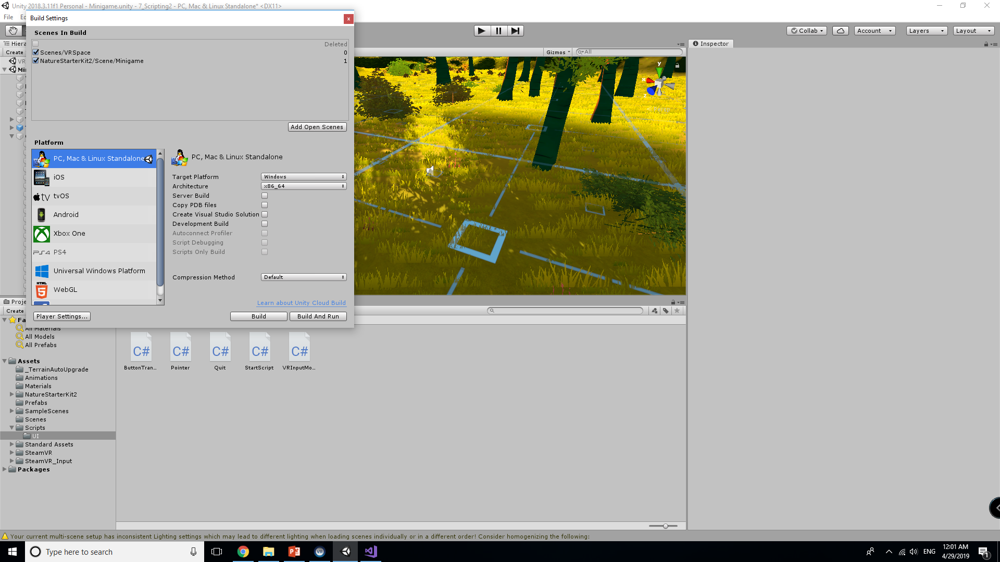 Unity 2018.3.11f1 Personal - Minigame.unity - 7_Scripting2 - PC, Mac & Linux Standalone* <DX11>
File
Build Settings
Scenes In Build
Deleted
Scenes/VRSpace 0
NatureStarterKit2/Scene/Minigame 1
Add Open Scenes
Platform
PC, Mac & Linux Standalone
iOS
tvOS
Android
Xbox One
PS4
Universal Windows Platform
HTML
WebGL
PC, Mac & Linux Standalone
Target Platform Windows
Architecture x86_64
Server Build
Copy PDB files
Create Visual Studio Solution
Development Build
Autoconnect Profiler
Script Debugging
Scripts Only Build
Compression Method Default
Learn about Unity Cloud Build
Player Settings...
Build
Build And Run
Collab
Account
Layers
Layout
Hiera
Create
Gizmos
All
y
x
z
Inspector
Proje
Create
Fa
All Materials
All Models
All Prefabs
Assets
_TerrainAutoUpgrade
Animations
Materials
NatureStarterKit2
Prefabs
SampleScenes
Scenes
Scripts
UI
Standard Assets
SteamVR
SteamVR_Input
Packages
C# C# C# C# C#
ButtonTran... Pointer Quit StartScript VRInputMo...
Your current multi-scene setup has inconsistent Lighting settings which may lead to different lighting when loading scenes individually or in a different order! Consider homogenizing the following:
Type here to search
ENG
12:01 AM
4/29/2019
1